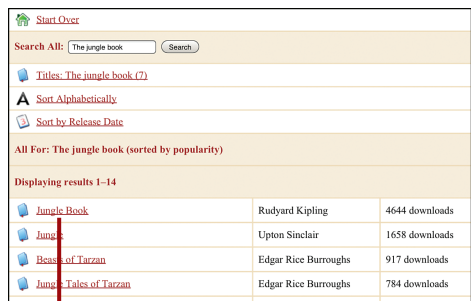 Start Over
Search All: The jungle book Search
Titles: The jungle book (7)
A Sort Alphabetically
3 Sort by Release Date
All For: The jungle book (sorted by popularity)
Displaying results 1–14
Jungle Book Rudyard Kipling 4644 downloads
Jungle Upton Sinclair 1658 downloads
Beasts of Tarzan Edgar Rice Burroughs 917 downloads
Jungle Tales of Tarzan Edgar Rice Burroughs 784 downloads